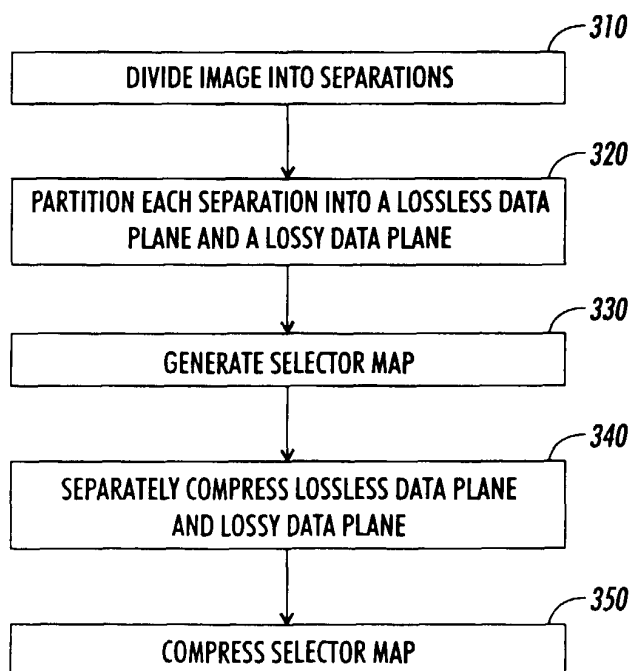 310
DIVIDE IMAGE INTO SEPARATIONS
320
PARTITION EACH SEPARATION INTO A LOSSLESS DATA
PLANE AND A LOSSY DATA PLANE
330
GENERATE SELECTOR MAP
340
SEPARATELY COMPRESS LOSSLESS DATA PLANE
AND LOSSY DATA PLANE
350
COMPRESS SELECTOR MAP